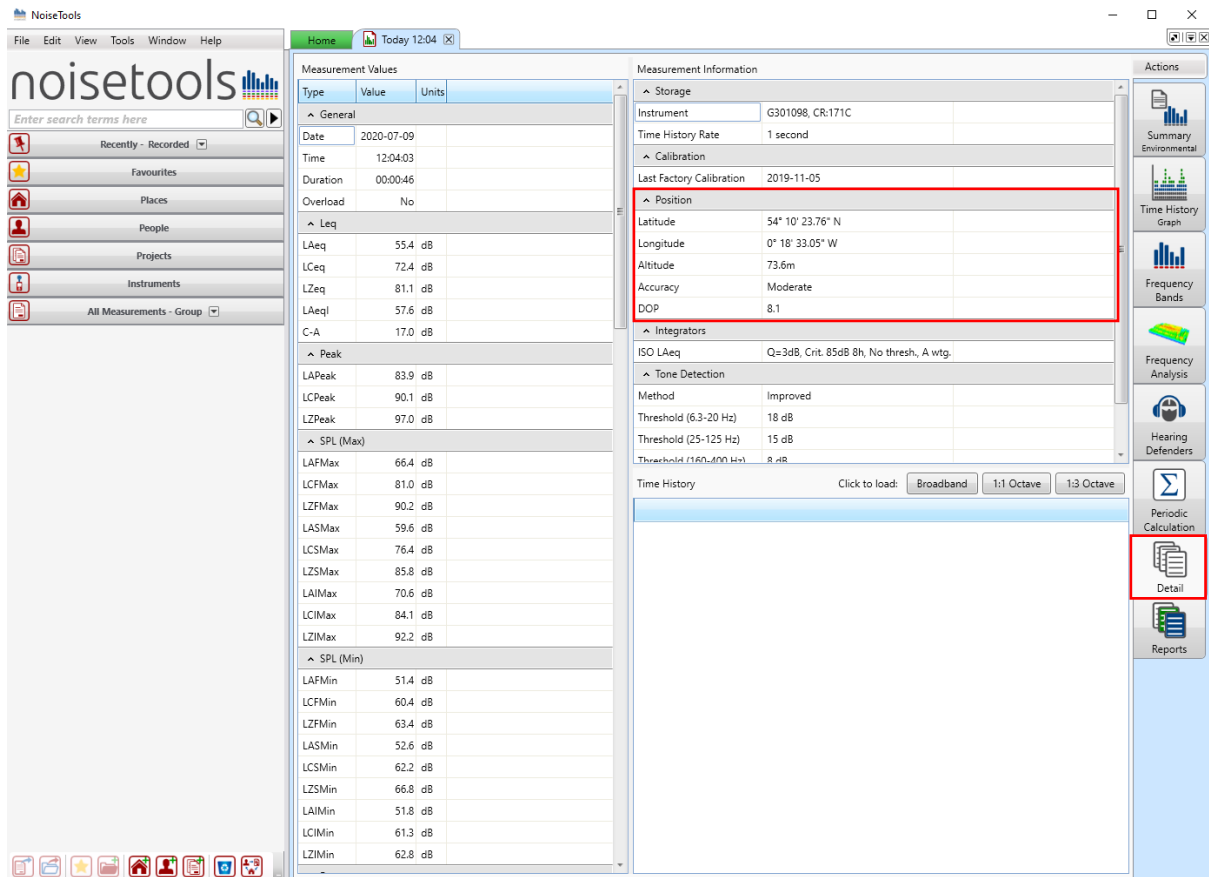 NoiseTools
File Edit View Tools Window Help
noisetools
Enter search terms here
Recently - Recorded
Favourites
Places
People
Projects
Instruments
All Measurements - Group
Home Today 12:04
Measurement Values
Type Value Units
General
Date 2020-07-09
Time 12:04:03
Duration 00:00:46
Overload No
Leq
LAeq 55.4 dB
LCeq 72.4 dB
LZeq 81.1 dB
LAeqI 57.6 dB
C-A 17.0 dB
Peak
LAPeak 83.9 dB
LCPeak 90.1 dB
LZPeak 97.0 dB
SPL (Max)
LAFMax 66.4 dB
LCFMax 81.0 dB
LZFMax 90.2 dB
LASMax 59.6 dB
LCSMax 76.4 dB
LZSMax 85.8 dB
LAIMax 70.6 dB
LCIMax 84.1 dB
LZIMax 92.2 dB
SPL (Min)
LAFMin 51.4 dB
LCFMin 60.4 dB
LZFMin 63.4 dB
LASMin 52.6 dB
LCSMin 62.2 dB
LZSMin 66.8 dB
LAIMin 51.8 dB
LCIMin 61.3 dB
LZIMin 62.8 dB
Measurement Information
Storage
Instrument G301098, CR:171C
Time History Rate 1 second
Calibration
Last Factory Calibration 2019-11-05
Position
Latitude 54° 10' 23.76" N
Longitude 0° 18' 33.05" W
Altitude 73.6m
Accuracy Moderate
DOP 8.1
Integrators
ISO LAeq Q=3dB, Crit. 85dB 8h, No thresh., A wtg.
Tone Detection
Method Improved
Threshold (6.3-20 Hz) 18 dB
Threshold (25-125 Hz) 15 dB
Threshold (160-400 Hz) 8 dB
Time History Click to load: Broadband 1:1 Octave 1:3 Octave
Actions
Summary
Environmental
Time History
Graph
Frequency
Bands
Frequency
Analysis
Hearing
Defenders
Periodic
Calculation
Detail
Reports